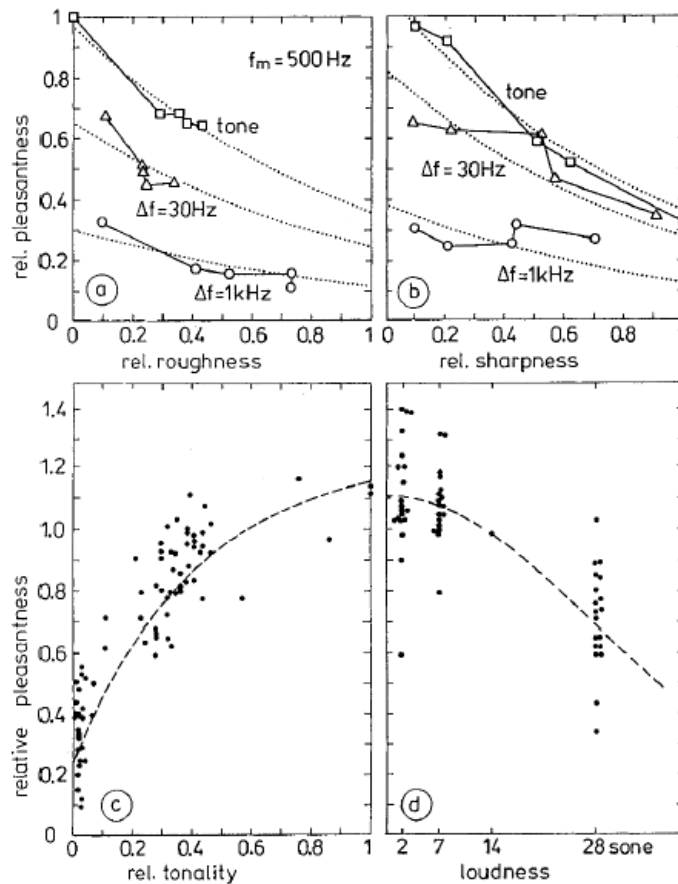 1
0.8
0.6
0.4
0.2
0
rel. pleasantness
f_m = 500 Hz
tone
Δf = 30Hz
Δf = 1kHz
a
0 0.2 0.4 0.6 0.8 1
rel. roughness
tone
Δf = 30Hz
Δf = 1kHz
b
0 0.2 0.4 0.6 0.8
rel. sharpness
1.4
1.2
1.0
0.8
0.6
0.4
0.2
0
relative pleasantness
c
0 0.2 0.4 0.6 0.8 1
rel. tonality
d
2 7 14 28 sone
loudness